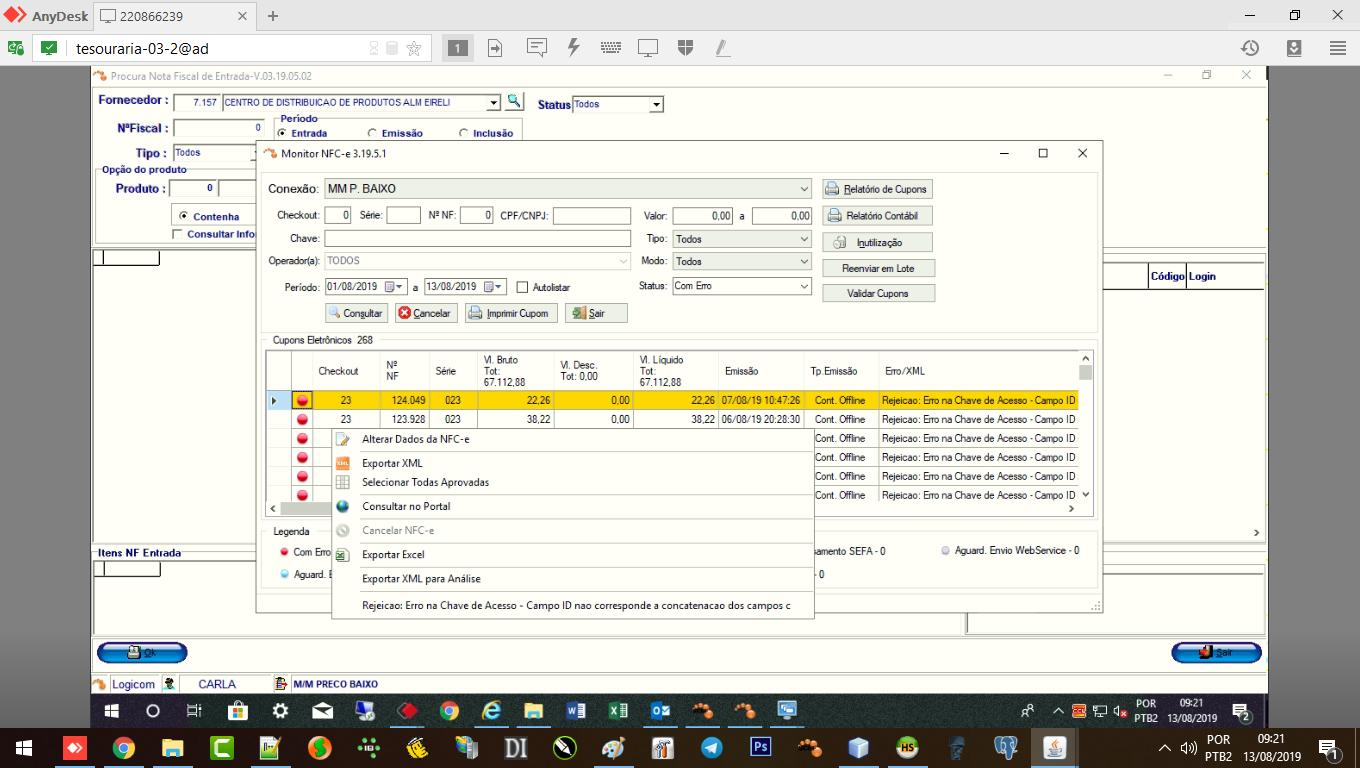 AnyDesk
220866239
tesouraria-03-2@ad
1
Procura Nota Fiscal de Entrada-V.03.19.05.02
Fornecedor : 7.157 CENTRO DE DISTRIBUICAO DE PRODUTOS ALM EIRELI
Status Todos
NºFiscal : 0
Período
Entrada Emissão Inclusão
Tipo : Todos
Opção do produto
Produto : 0
Contenha
Consultar Info
Código Login
Itens NF Entrada
Monitor NFC-e 3.19.5.1
Conexão: MM P. BAIXO
Relatório de Cupons
Checkout: 0 Série: Nº NF: 0 CPF/CNPJ: Valor: 0,00 a 0,00
Relatório Contábil
Chave: Tipo: Todos
Inutilização
Operador(a): TODOS Modo: Todos
Reenviar em Lote
Período: 01/08/2019 a 13/08/2019 Autolistar Status: Com Erro
Validar Cupons
Consultar Cancelar Imprimir Cupom Sair
Cupons Eletrônicos 268
Checkout Nº NF Série Vl. Bruto Tot: 67.112,88 Vl. Desc. Tot: 0,00 Vl. Líquido Tot: 67.112,88 Emissão Tp.Emissão Erro/XML
23 124.049 023 22,26 0,00 22,26 07/08/19 10:47:26 Cont. Offline Rejeicao: Erro na Chave de Acesso - Campo ID
23 123.928 023 38,22 0,00 38,22 06/08/19 20:28:30 Cont. Offline Rejeicao: Erro na Chave de Acesso - Campo ID
Cont. Offline Rejeicao: Erro na Chave de Acesso - Campo ID
Cont. Offline Rejeicao: Erro na Chave de Acesso - Campo ID
Cont. Offline Rejeicao: Erro na Chave de Acesso - Campo ID
Cont. Offline Rejeicao: Erro na Chave de Acesso - Campo ID
Alterar Dados da NFC-e
XML Exportar XML
Selecionar Todas Aprovadas
Consultar no Portal
Cancelar NFC-e
Exportar Excel
Exportar XML para Análise
Rejeicao: Erro na Chave de Acesso - Campo ID nao corresponde a concatenacao dos campos c
Legenda
Com Erro
samento SEFA - 0
Aguard. Envio WebService - 0
Aguard. E
- 0
Ok
Sair
Logicom CARLA M/M PRECO BAIXO
POR
PTB2
09:21
13/08/2019
2
DI
Ps
HS
POR
PTB2
09:21
13/08/2019
1